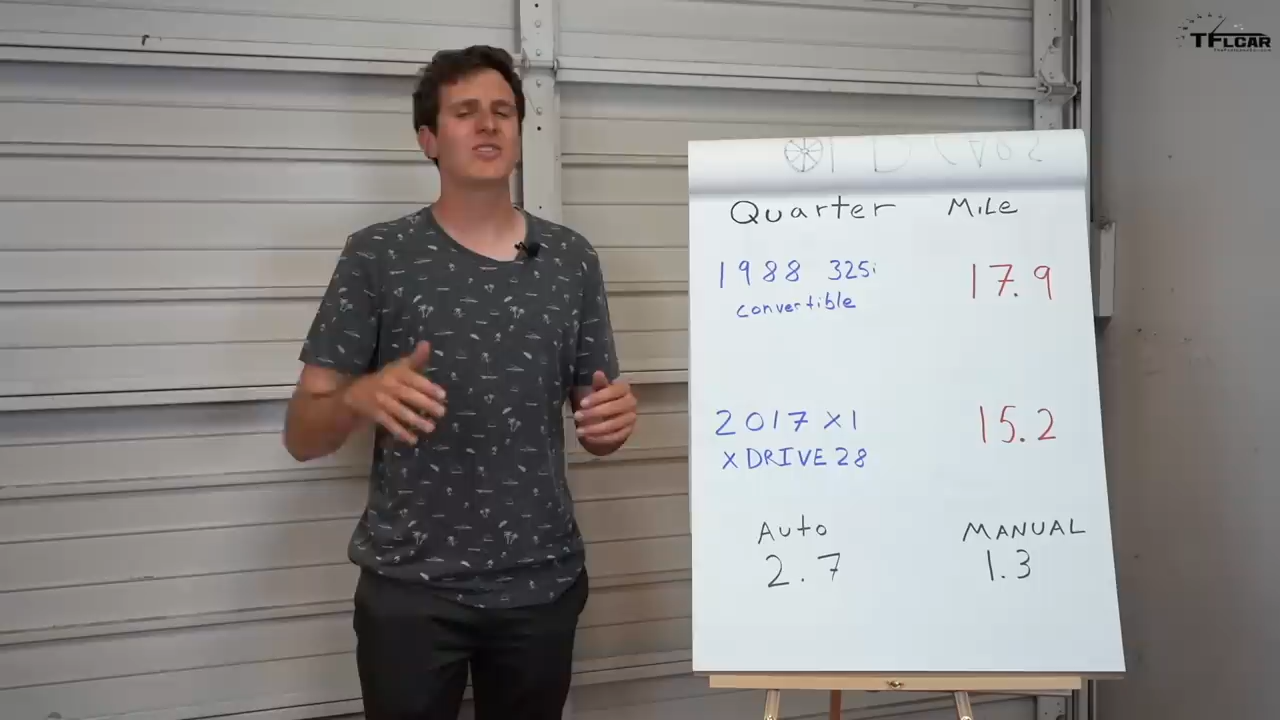 TFLCAR
Quarter Mile
1988 325i 17.9
convertible
2017 X1 15.2
X DRIVE 28
Auto MANUAL
2.7 1.3